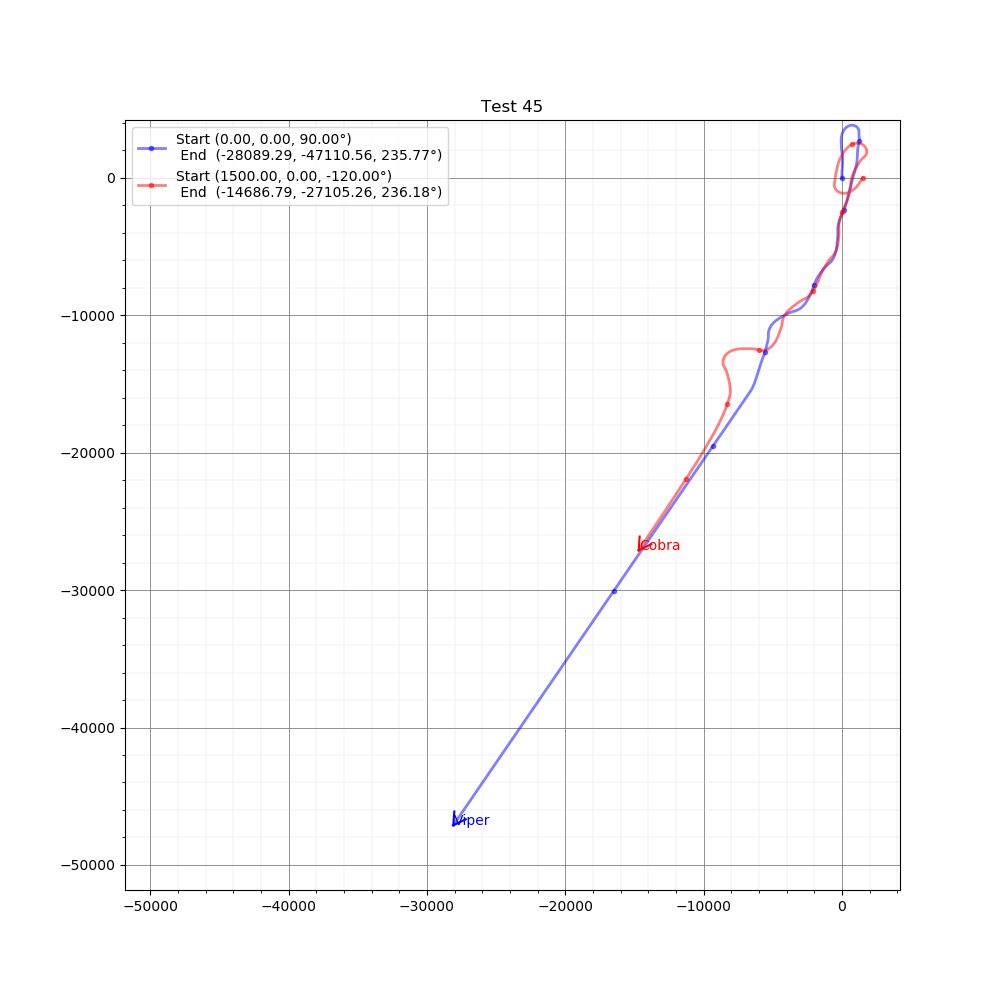 Test 45
Start (0.00, 0.00, 90.00°)
End  (-28089.29, -47110.56, 235.77°)
Start (1500.00, 0.00, -120.00°)
End  (-14686.79, -27105.26, 236.18°)
0
−10000
−20000
−30000
−40000
−50000
Cobra
Viper
−50000 −40000 −30000 −20000 −10000 0